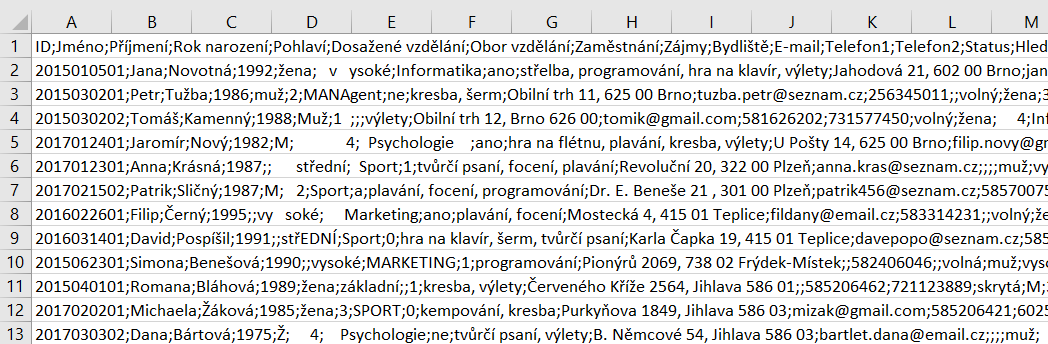 A B C D E F G H I J K L M
1 ID;Jméno;Příjmení;Rok narození;Pohlaví;Dosažené vzdělání;Obor vzdělání;Zaměstnání;Zájmy;Bydliště;E-mail;Telefon1;Telefon2;Status;Hled
2 2015010501;Jana;Novotná;1992;žena; v ysoké;Informatika;ano;střelba, programování, hra na klavír, výlety;Jahodová 21, 602 00 Brno;jan
3 2015030201;Petr;Tužba;1986;muž;2;MANAgent;ne;kresba, šerm;Obilní trh 11, 625 00 Brno;tuzba.petr@seznam.cz;256345011;;volný;žena;3
4 2015030202;Tomáš;Kamenný;1988;Muž;1 ;;;výlety;Obilní trh 12, Brno 626 00;tomik@gmail.com;581626202;731577450;volný;žena; 4;Inf
5 2017012401;Jaromír;Nový;1982;M; 4; Psychologie ;ano;hra na flétnu, plavání, kresba, výlety;U Pošty 14, 625 00 Brno;filip.novy@gm
6 2017012301;Anna;Krásná;1987;; střední; Sport;1;tvůrčí psaní, focení, plavání;Revoluční 20, 322 00 Plzeň;anna.kras@seznam.cz;;;;muž;vy
7 2017021502;Patrik;Sličný;1987;M; 2;Sport;a;plavání, focení, programování;Dr. E. Beneše 21 , 301 00 Plzeň;patrik456@seznam.cz;58570075
8 2016022601;Filip;Černý;1995;;vy soké; Marketing;ano;plavání, focení;Mostecká 4, 415 01 Teplice;fildany@email.cz;583314231;;volný;že
9 2016031401;David;Pospíšil;1991;;střEDNÍ;Sport;0;hra na klavír, šerm, tvůrčí psaní;Karla Čapka 19, 415 01 Teplice;davepopo@seznam.cz;585
10 2015062301;Simona;Benešová;1990;;vysoké;MARKETING;1;programování;Pionýrů 2069, 738 02 Frýdek-Místek;;582406046;;volná;muž;vyso
11 2015040101;Romana;Bláhová;1989;žena;základní;;1;kresba, výlety;Červeného Kříže 2564, Jihlava 586 01;;585206462;721123889;skrytá;M;
12 2017020201;Michaela;Žáková;1985;žena;3;SPORT;0;kempování, kresba;Purkyňova 1849, Jihlava 586 03;mizak@gmail.com;585206421;6025
13 2017030302;Dana;Bártová;1975;Ž; 4; Psychologie;ne;tvůrčí psaní, výlety;B. Němcové 54, Jihlava 586 03;bartlet.dana@email.cz;;;;muž;